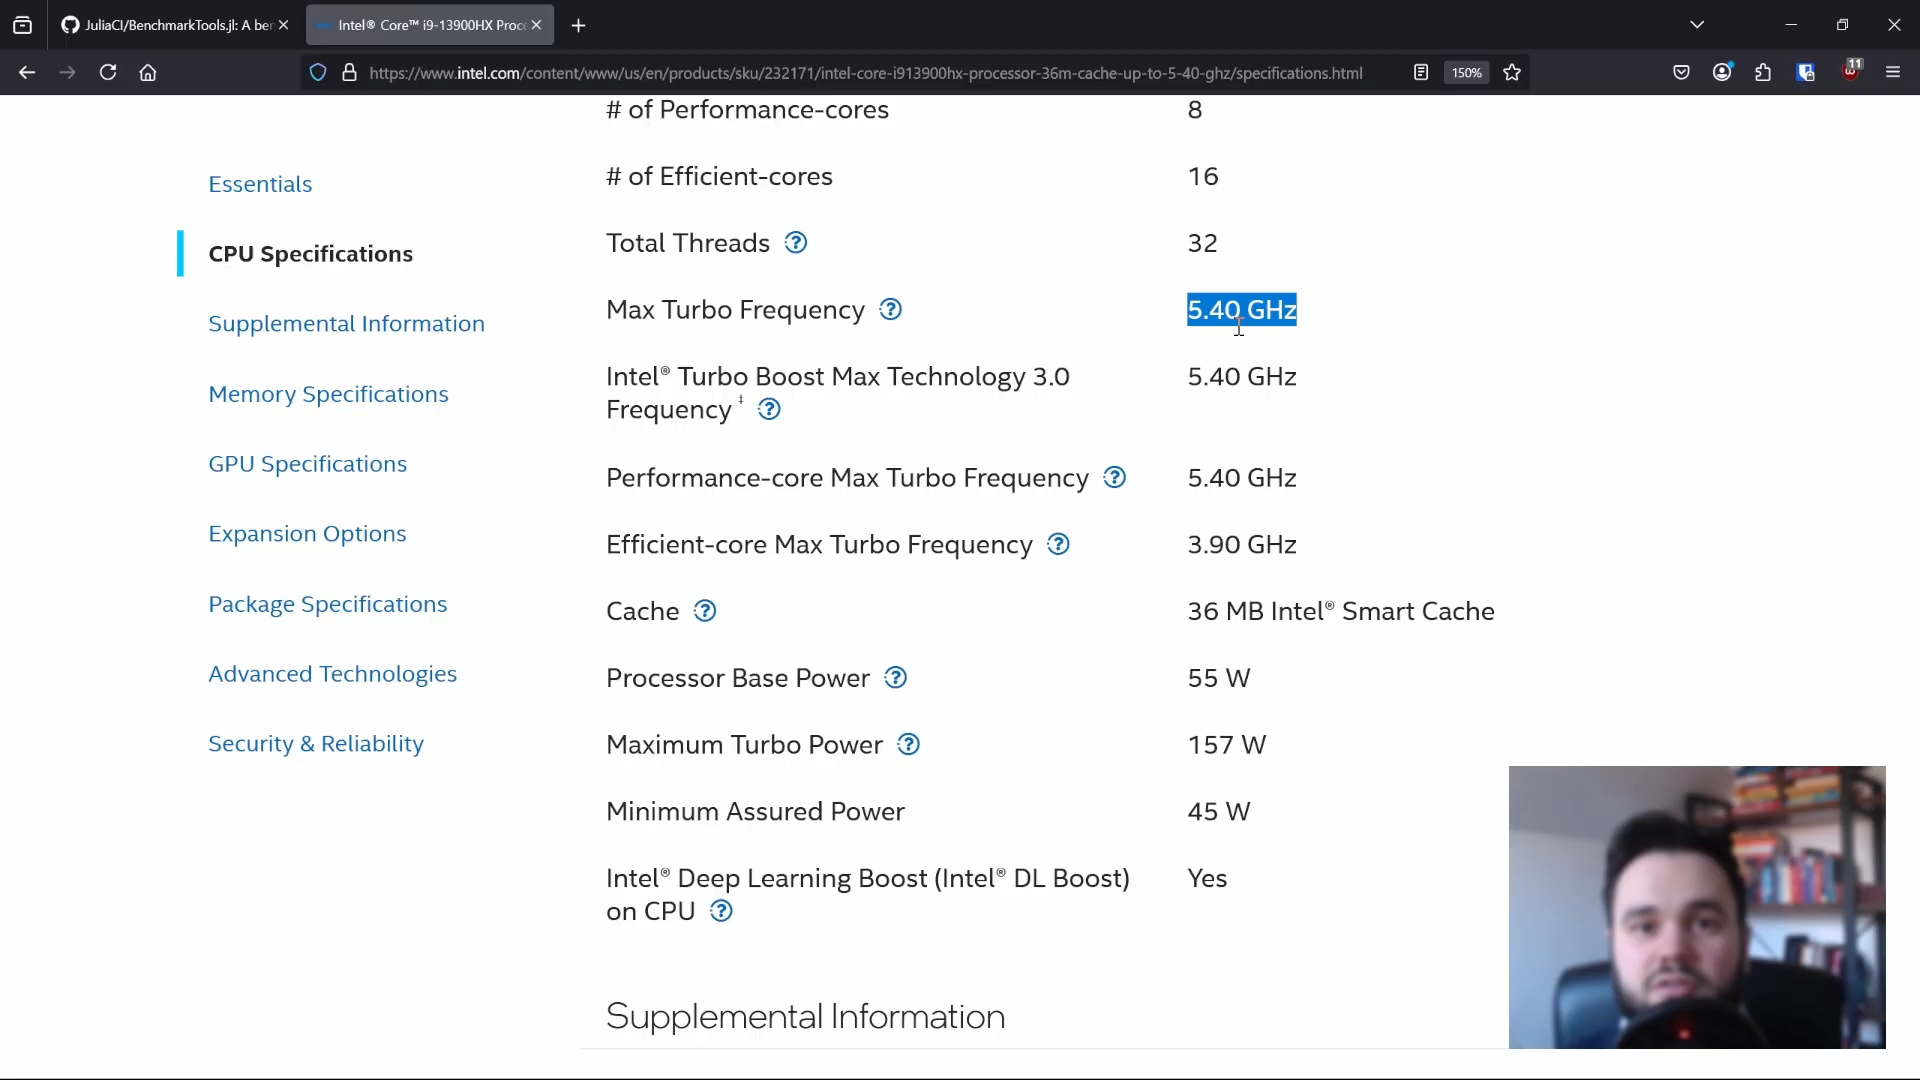 JuliaCI/BenchmarkTools.jl: A ber
Intel® Core™ i9-13900HX Proce
https://www.intel.com/content/www/us/en/products/sku/232171/intel-core-i913900hx-processor-36m-cache-up-to-5-40-ghz/specifications.html
150%
11
# of Performance-cores 8
Essentials
# of Efficient-cores 16
Total Threads ? 32
CPU Specifications
Max Turbo Frequency ? 5.40 GHz
Supplemental Information
Intel® Turbo Boost Max Technology 3.0 5.40 GHz
Frequency ‡ ?
Memory Specifications
GPU Specifications
Performance-core Max Turbo Frequency ? 5.40 GHz
Expansion Options
Efficient-core Max Turbo Frequency ? 3.90 GHz
Package Specifications
Cache ? 36 MB Intel® Smart Cache
Advanced Technologies
Processor Base Power ? 55 W
Security & Reliability
Maximum Turbo Power ? 157 W
Minimum Assured Power 45 W
Intel® Deep Learning Boost (Intel® DL Boost) Yes
on CPU ?
Supplemental Information